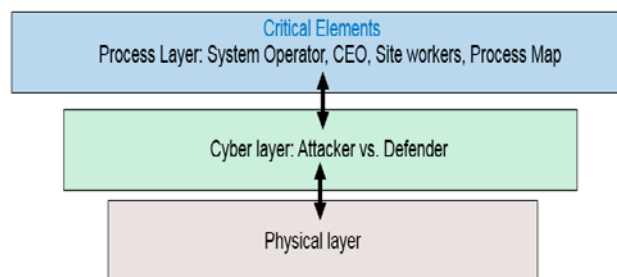 Critical Elements
Process Layer: System Operator, CEO, Site workers, Process Map
Cyber layer: Attacker vs. Defender
Physical layer